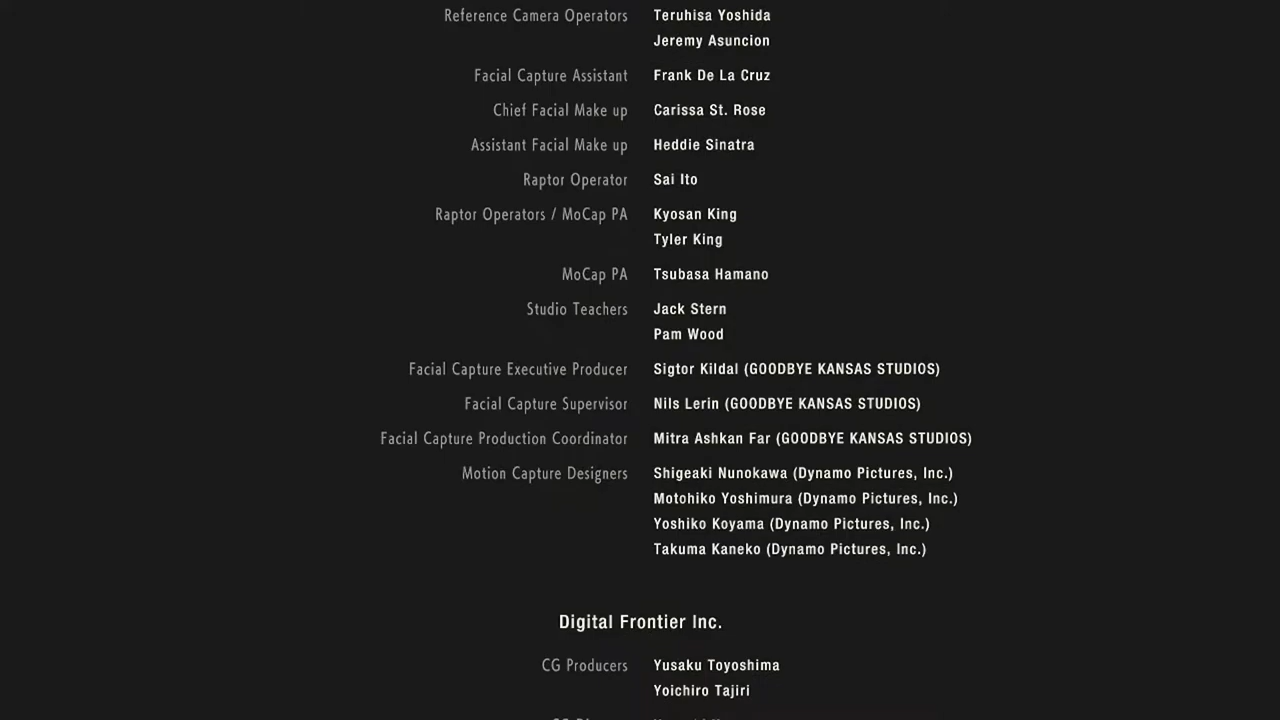 Reference Camera Operators Teruhisa Yoshida
Jeremy Asuncion
Facial Capture Assistant Frank De La Cruz
Chief Facial Make up Carissa St. Rose
Assistant Facial Make up Heddie Sinatra
Raptor Operator Sai Ito
Raptor Operators / MoCap PA Kyosan King
Tyler King
MoCap PA Tsubasa Hamano
Studio Teachers Jack Stern
Pam Wood
Facial Capture Executive Producer Sigtor Kildal (GOODBYE KANSAS STUDIOS)
Facial Capture Supervisor Nils Lerin (GOODBYE KANSAS STUDIOS)
Facial Capture Production Coordinator Mitra Ashkan Far (GOODBYE KANSAS STUDIOS)
Motion Capture Designers Shigeaki Nunokawa (Dynamo Pictures, Inc.)
Motohiko Yoshimura (Dynamo Pictures, Inc.)
Yoshiko Koyama (Dynamo Pictures, Inc.)
Takuma Kaneko (Dynamo Pictures, Inc.)
Digital Frontier Inc.
CG Producers Yusaku Toyoshima
Yoichiro Tajiri